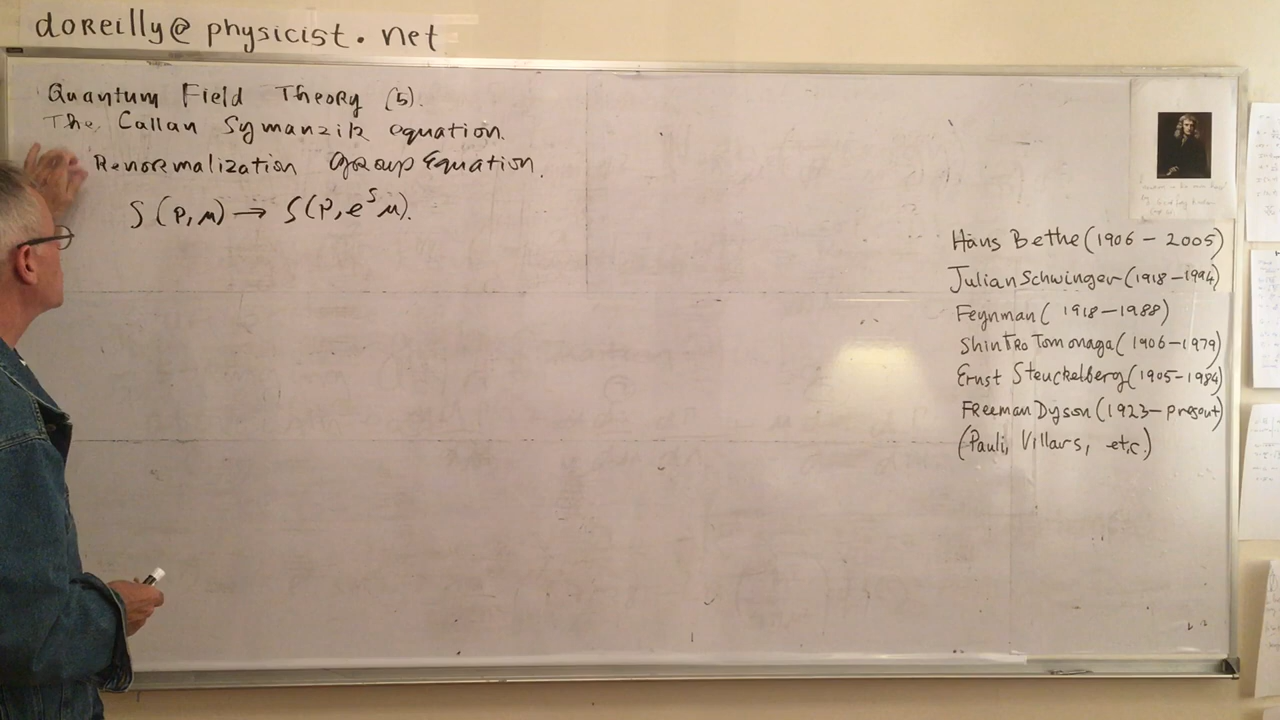 doreilly@physicist.net
Quantum Field Theory (5).
The Callan Symanzik equation.
Renormalization Group Equation.
S(p,μ) → S(p,e^S μ).
Hans Bethe (1906 – 2005)
Julian Schwinger (1918 – 1994)
Feynman (1918 – 1988)
Shintro Tomonaga (1906 – 1979)
Ernst Steuckelberg (1905 – 1984)
Freeman Dyson (1923 – present)
(Pauli, Villars, etc.)